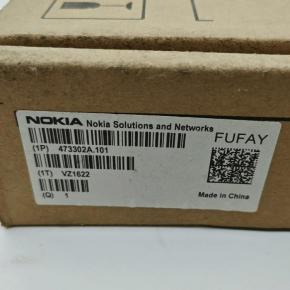 NOKIA Nokia Solutions and Networks
(1P) 473302A.101
FUFAY
(1T) VZ1622
(Q) 1
Made in China